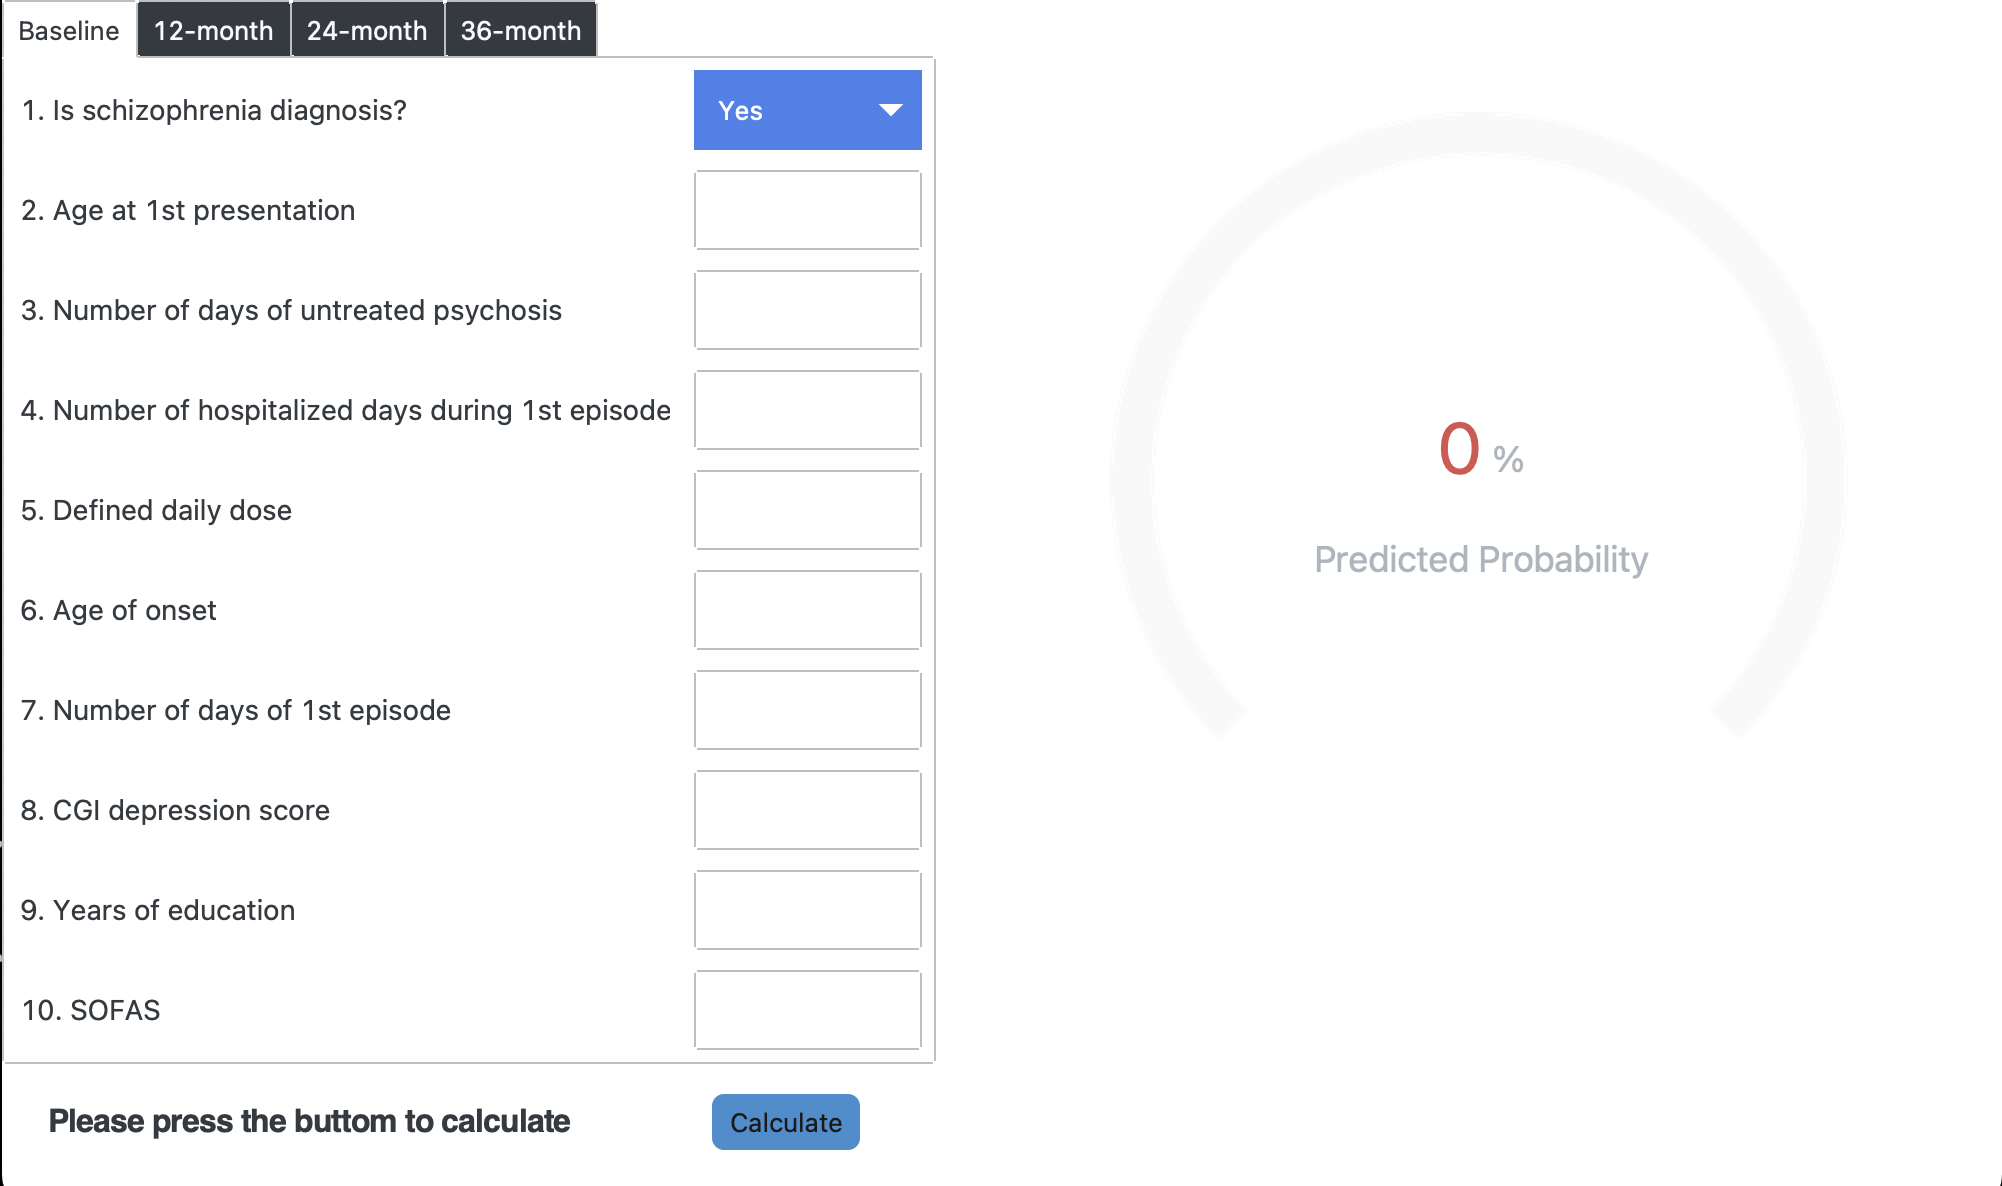 Baseline 12-month 24-month 36-month
1. Is schizophrenia diagnosis? Yes
2. Age at 1st presentation
3. Number of days of untreated psychosis
4. Number of hospitalized days during 1st episode
5. Defined daily dose
6. Age of onset
7. Number of days of 1st episode
8. CGI depression score
9. Years of education
10. SOFAS
Please press the buttom to calculate Calculate
0 %
Predicted Probability